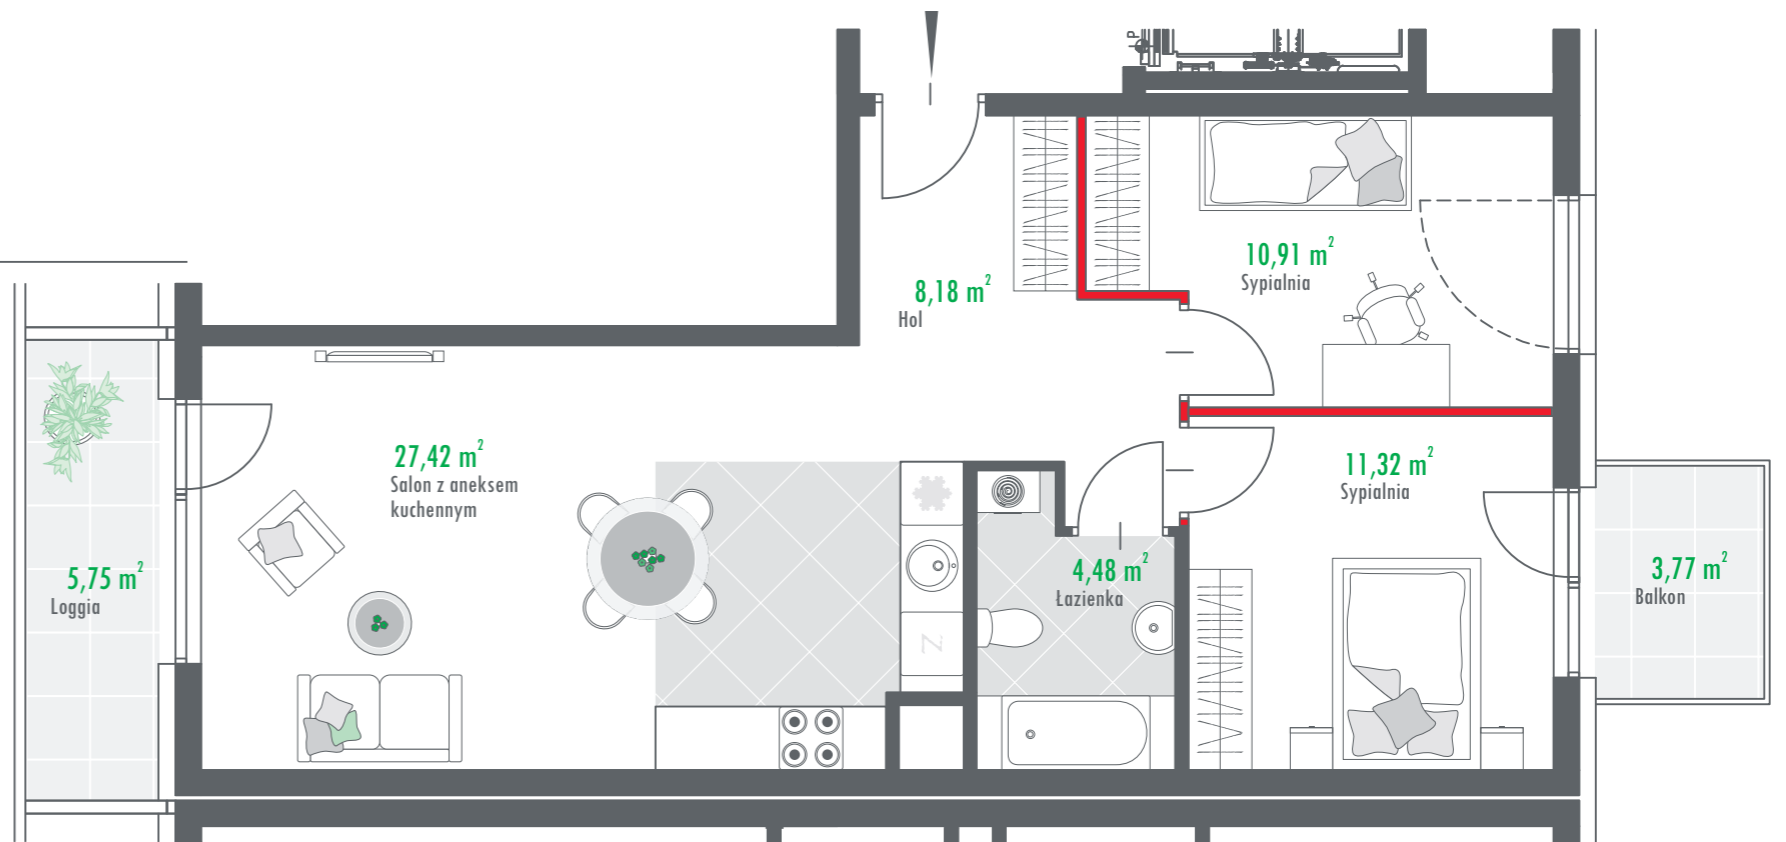 P
10,91 m²
Sypialnia
8,18 m²
Hol
27,42 m²
Salon z aneksem
kuchennym
11,32 m²
Sypialnia
5,75 m²
Loggia
4,48 m²
Łazienka
3,77 m²
Balkon
Z